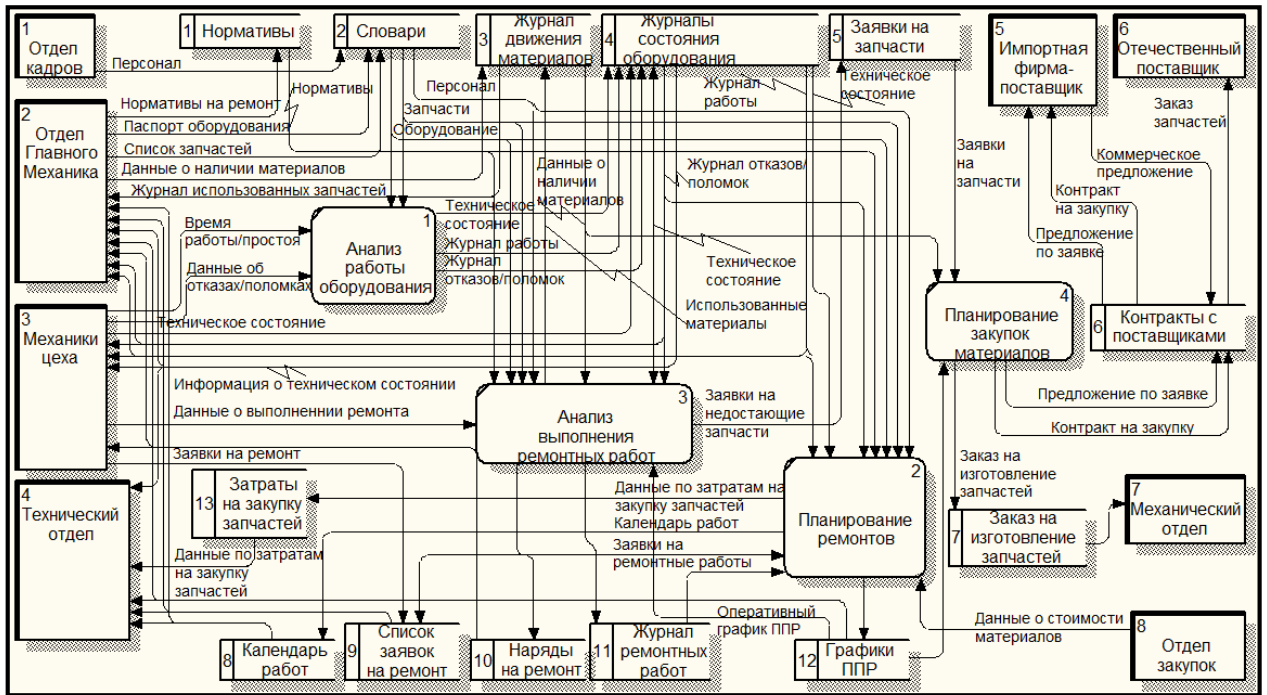 1
Отдел
кадров
1
Нормативы
2
Словари
3
Журнал
движения
материалов
4
Журналы
состояния
оборудования
5
Заявки на
запчасти
5
Импортная
фирма-
поставщик
6
Отечественный
поставщик
Персонал
Нормативы
Персонал
Журнал
работы
Техническое
состояние
2
Отдел
Главного
Механика
Нормативы на ремонт
Паспорт оборудования
Список запчастей
Данные о наличии материалов
Журнал использованных запчастей
Запчасти
Оборудование
Данные о
наличии
материалов
Журнал отказов/
поломок
Заявки
на
запчасти
Заказ
запчастей
Коммерческое
предложение
Контракт
на закупку
Предложение
по заявке
Время
работы/простоя
Данные об
отказах/поломках
1
Анализ
работы
оборудования
Техническое
состояние
Журнал работы
Журнал
отказов/поломок
Техническое
состояние
Использованные
материалы
4
Планирование
закупок
материалов
6
Контракты с
поставщиками
3
Механики
цеха
Техническое состояние
Информация о техническом состоянии
Данные о выполненнии ремонта
Заявки на ремонт
3
Анализ
выполнения
ремонтных работ
Заявки на
недостающие
запчасти
Предложение по заявке
Контракт на закупку
4
Технический
отдел
13
Затраты
на закупку
запчастей
Данные по затратам на
закупку запчастей
Календарь работ
Заявки на
ремонтные работы
2
Планирование
ремонтов
Заказ на
изготовление
запчастей
7
Заказ на
изготовление
запчастей
7
Механический
отдел
Данные по затратам
на закупку
запчастей
Оперативный
график ППР
Данные о стоимости
материалов
8
Календарь
работ
9
Список
заявок
на ремонт
10
Наряды
на ремонт
11
Журнал
ремонтных
работ
12
Графики
ППР
8
Отдел
закупок